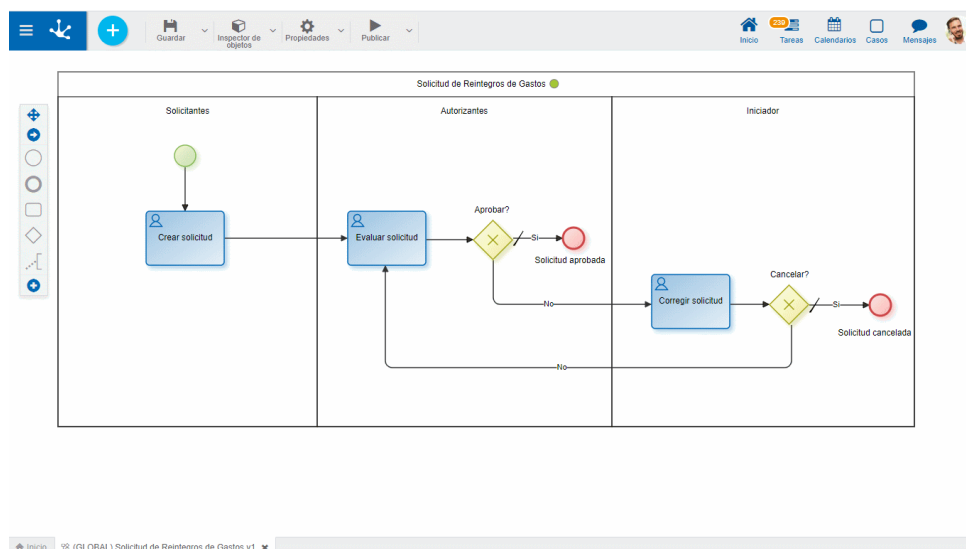 Guardar
Inspector de
objetos
Propiedades
Publicar
Inicio
239
Tareas
Calendarios
Casos
Mensajes
Solicitud de Reintegros de Gastos
Solicitantes
Autorizantes
Iniciador
Crear solicitud
Evaluar solicitud
Aprobar?
Si
Solicitud aprobada
No
Corregir solicitud
Cancelar?
Si
Solicitud cancelada
No
Inicio
(GLOBAL) Solicitud de Reintegros de Gastos v1